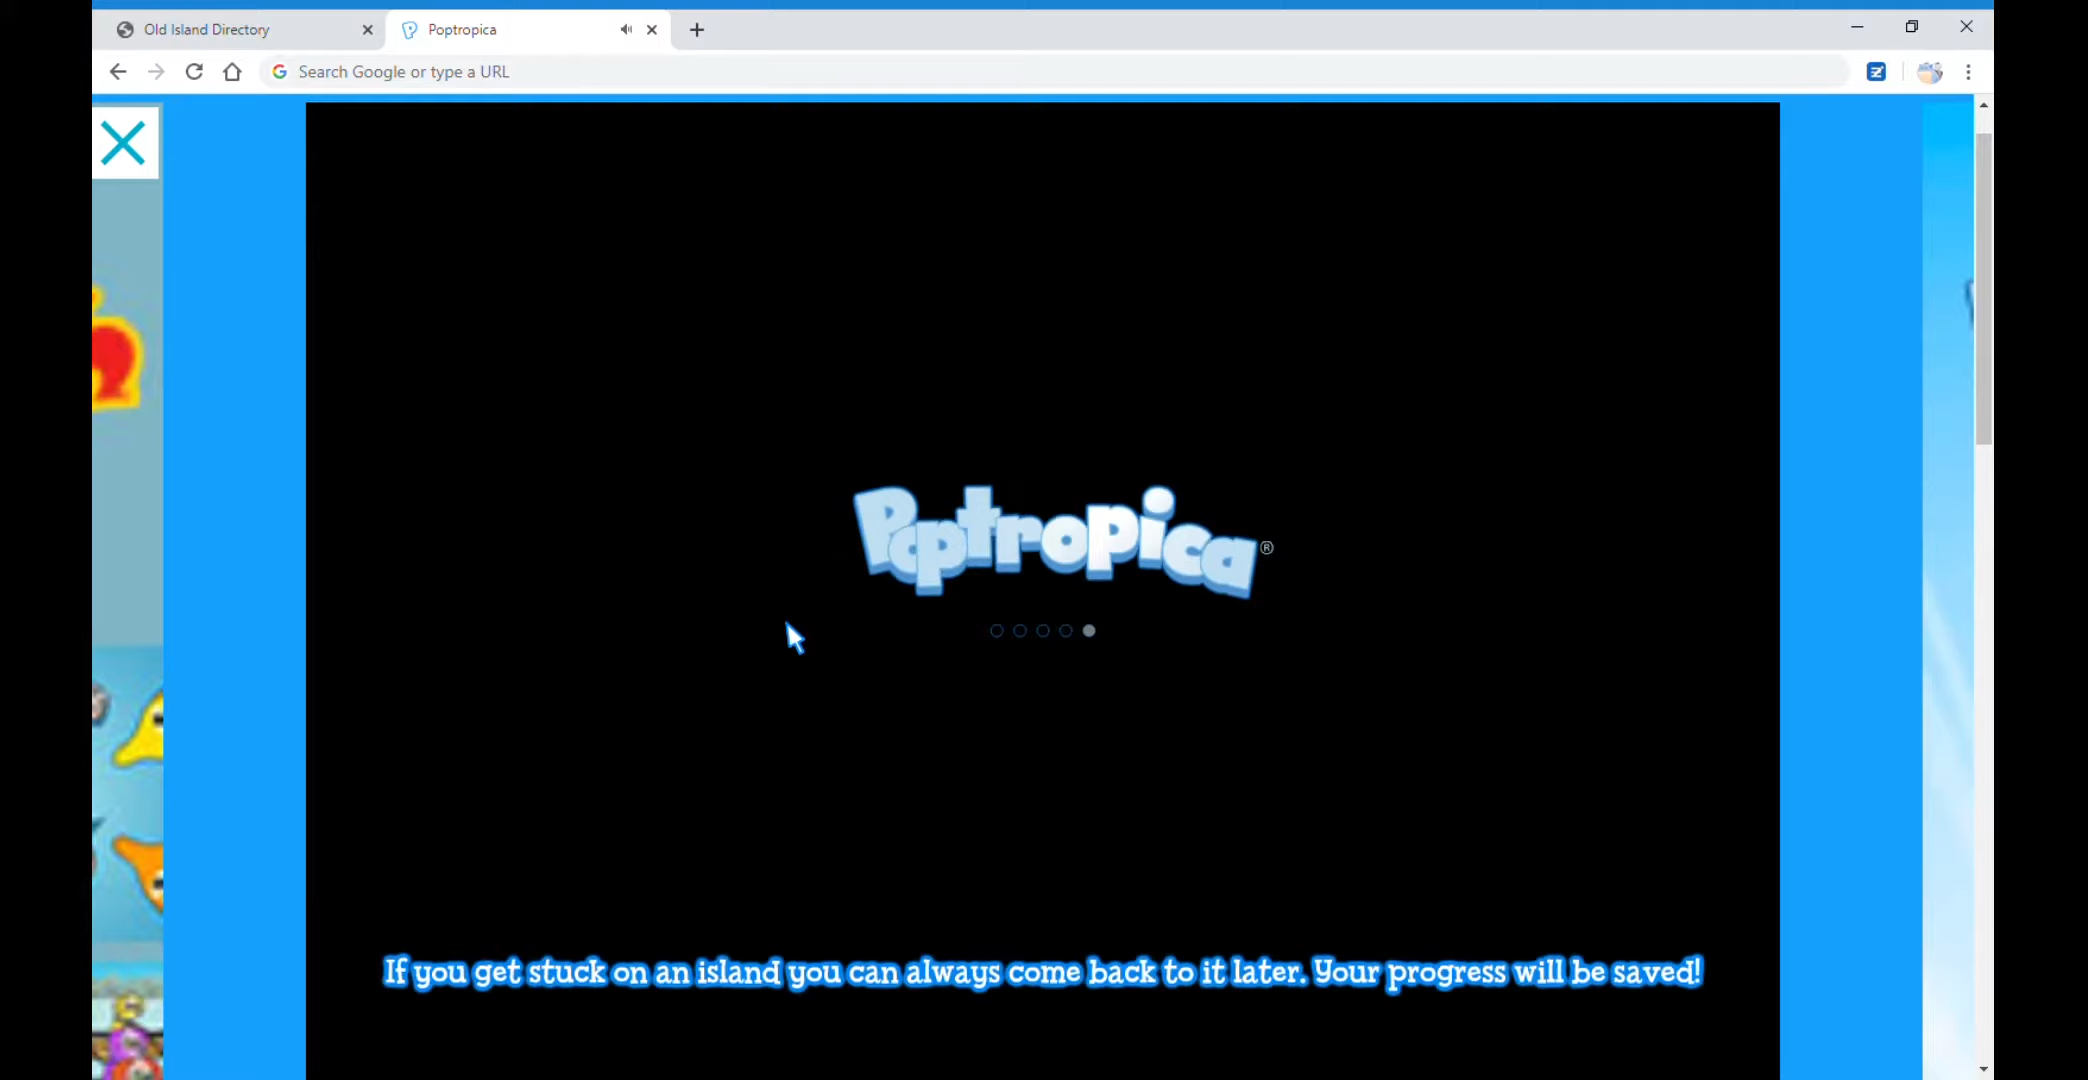 Old Island Directory
Poptropica
Search Google or type a URL
Poptropica®
If you get stuck on an island you can always come back to it later. Your progress will be saved!